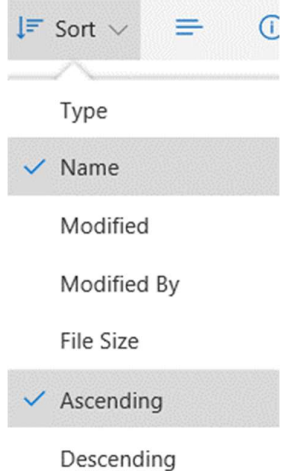 Sort
Type
Name
Modified
Modified By
File Size
Ascending
Descending